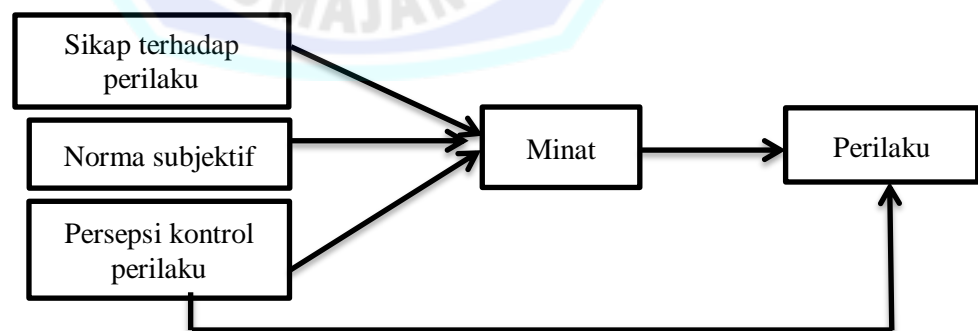 Sikap terhadap
perilaku
Norma subjektif
Persepsi kontrol
perilaku
Minat
Perilaku